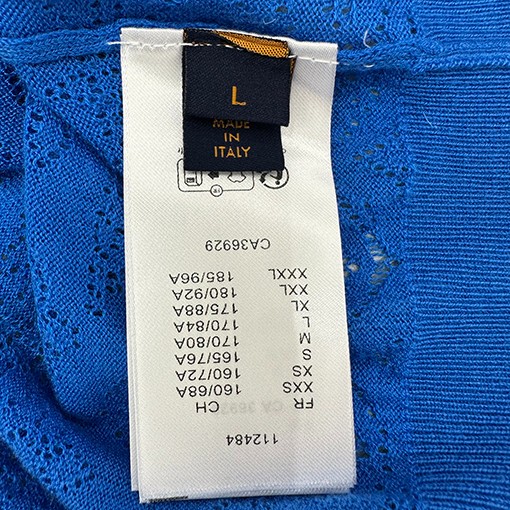 L
MADE
IN
ITALY
112484
FR CH
XXS 160/68A
XS 160/72A
S 165/76A
M 170/80A
L 170/84A
XL 175/88A
XXL 180/92A
XXXL 185/96A
CA36929